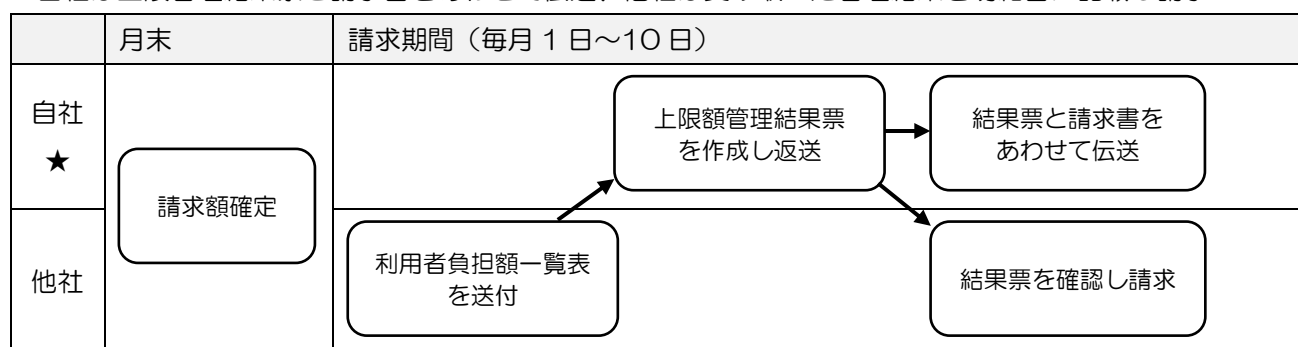 月末
請求期間（毎月 1 日～10 日）
自社
★
請求額確定
上限額管理結果票
を作成し返送
結果票と請求書を
あわせて伝送
他社
利用者負担額一覧表
を送付
結果票を確認し請求